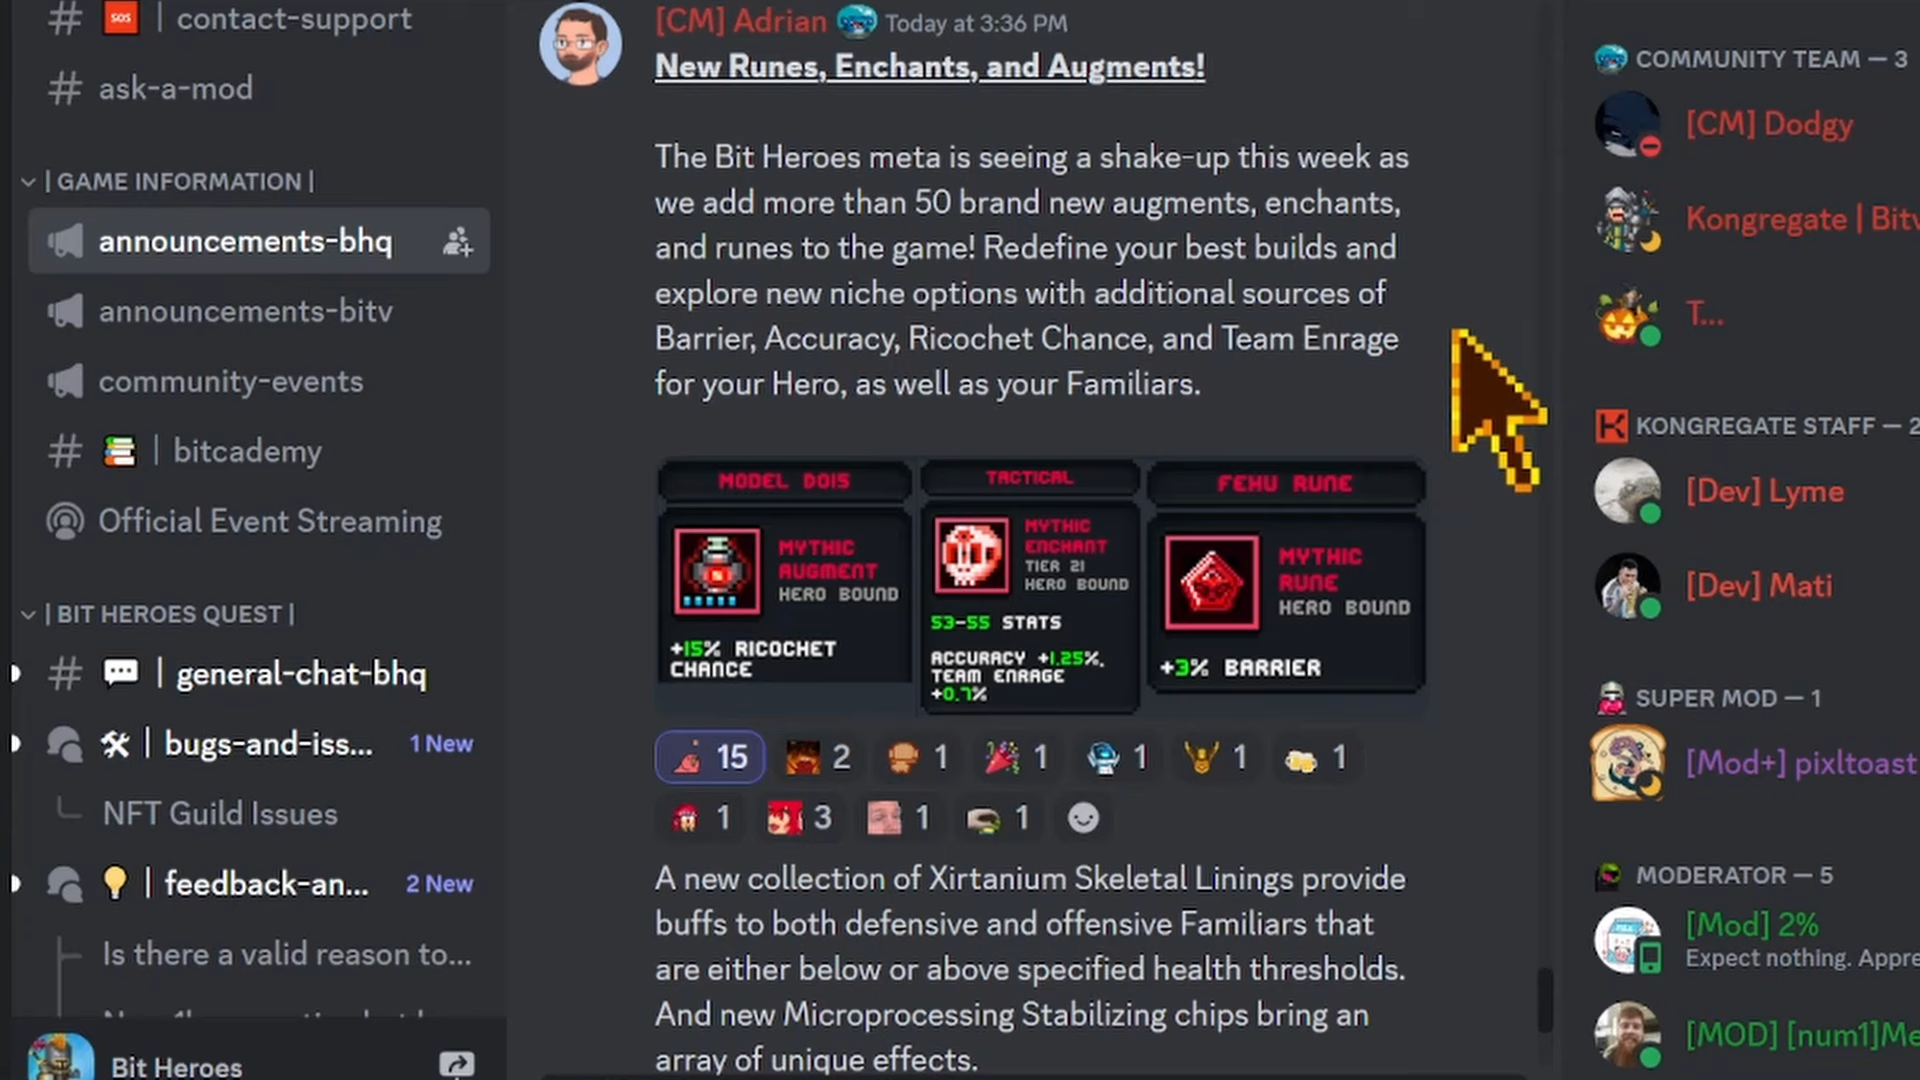 # SOS | contact-support
# ask-a-mod
| GAME INFORMATION |
announcements-bhq
announcements-bitv
community-events
# | bitcademy
Official Event Streaming
| BIT HEROES QUEST |
# | general-chat-bhq
| bugs-and-iss... 1 New
NFT Guild Issues
| feedback-an... 2 New
Is there a valid reason to...
Bit Heroes
[CM] Adrian Today at 3:36 PM
New Runes, Enchants, and Augments!
The Bit Heroes meta is seeing a shake-up this week as
we add more than 50 brand new augments, enchants,
and runes to the game! Redefine your best builds and
explore new niche options with additional sources of
Barrier, Accuracy, Ricochet Chance, and Team Enrage
for your Hero, as well as your Familiars.
MODEL DO15
MYTHIC
AUGMENT
HERO BOUND
+15% RICOCHET
CHANCE
TACTICAL
MYTHIC
ENCHANT
TIER 21
HERO BOUND
53-55 STATS
ACCURACY +1.25%,
TEAM ENRAGE
+0.7%
FEHU RUNE
MYTHIC
RUNE
HERO BOUND
+3% BARRIER
15 2 1 1 1 1 1
1 3 1 1
A new collection of Xirtanium Skeletal Linings provide
buffs to both defensive and offensive Familiars that
are either below or above specified health thresholds.
And new Microprocessing Stabilizing chips bring an
array of unique effects.
COMMUNITY TEAM — 3
[CM] Dodgy
Kongregate | Bitv
T...
KONGREGATE STAFF — 2
[Dev] Lyme
[Dev] Mati
SUPER MOD — 1
[Mod+] pixltoast
MODERATOR — 5
[Mod] 2%
Expect nothing. Appre
[MOD] [num1]Me